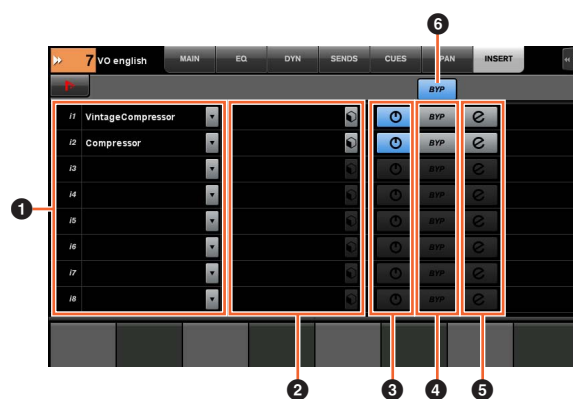 6
7 VO english MAIN EQ DYN SENDS CUES PAN INSERT
BYP
i1 VintageCompressor BYP
i2 Compressor BYP
i3 BYP
i4 BYP
1
i5 BYP
i6 BYP
i7 BYP
i8 BYP
2 3 4 5